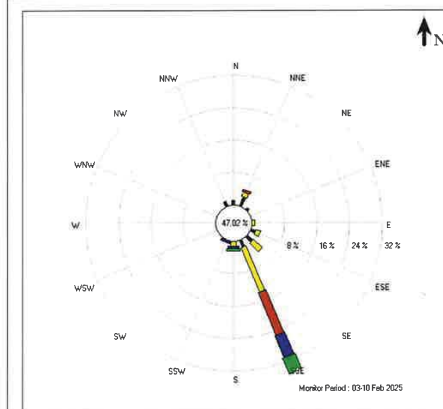 N
N
NNW
NNE
NW
NE
WNW
ENE
47.02 %
W
E
8 %
16 %
24 %
32 %
WSW
ESE
SW
SE
SSW
S
Monitor Period : 03-10 Feb 2025